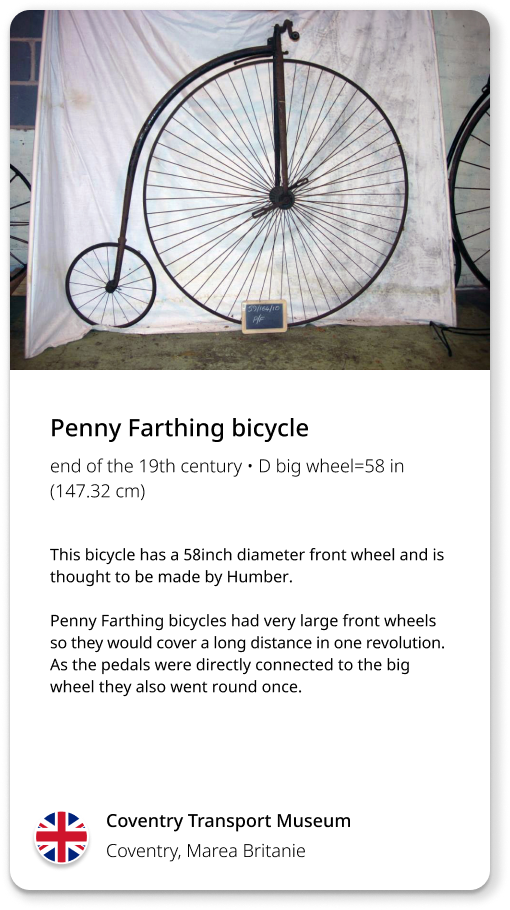 59/104/10
P/F
Penny Farthing bicycle
end of the 19th century • D big wheel=58 in
(147.32 cm)
This bicycle has a 58inch diameter front wheel and is
thought to be made by Humber.
Penny Farthing bicycles had very large front wheels
so they would cover a long distance in one revolution.
As the pedals were directly connected to the big
wheel they also went round once.
Coventry Transport Museum
Coventry, Marea Britanie